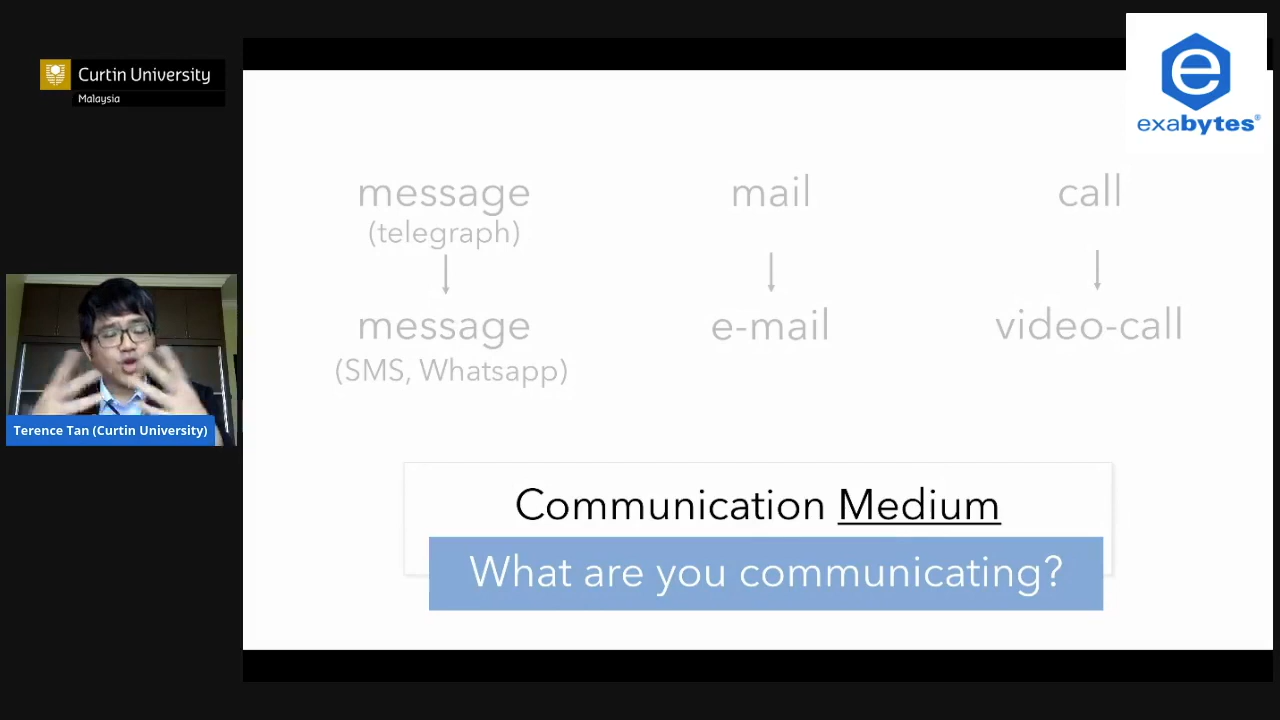 Curtin University
Malaysia
e
exabytes®
message
(telegraph)
mail
call
message
(SMS, Whatsapp)
e-mail
video-call
Terence Tan (Curtin University)
Communication Medium
What are you communicating?